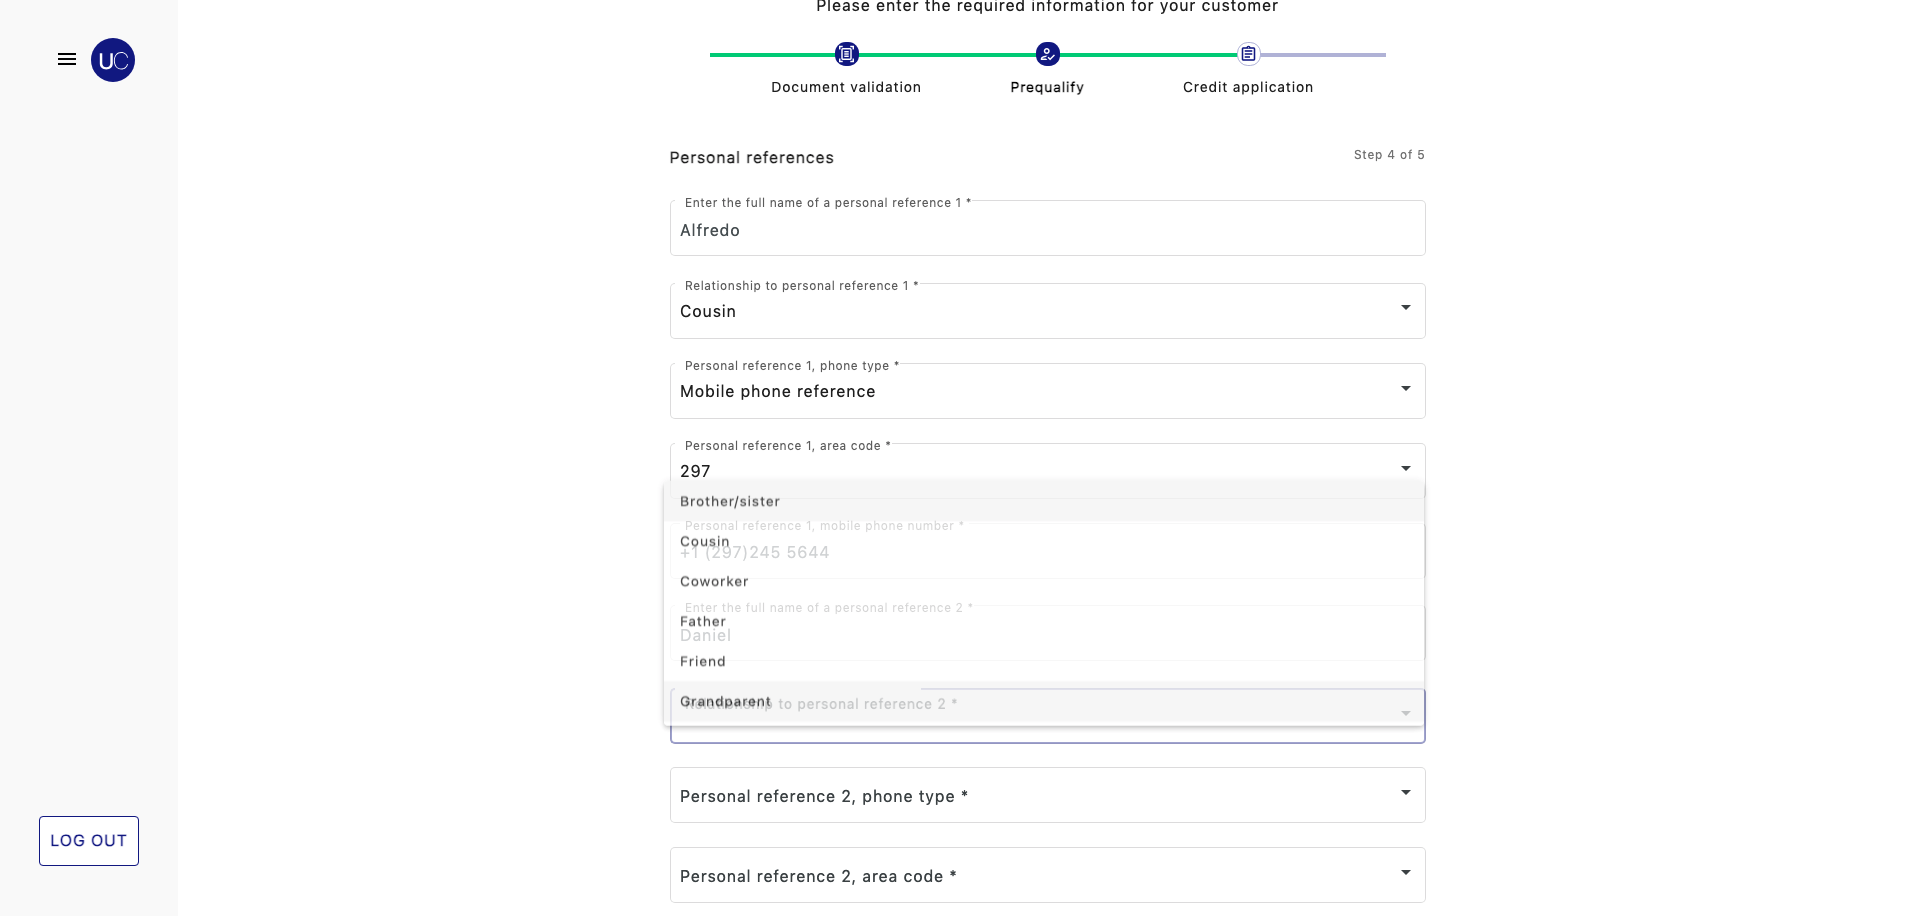 Please enter the required information for your customer
UC
Document validation
Prequalify
Credit application
Personal references
Step 4 of 5
Enter the full name of a personal reference 1 *
Alfredo
Relationship to personal reference 1 *
Cousin
Personal reference 1, phone type *
Mobile phone reference
Personal reference 1, area code *
297
Brother/sister
Personal reference 1, mobile phone number *
Cousin
+1 (297)245 5644
Coworker
Enter the full name of a personal reference 2 *
Father
Daniel
Friend
Grandparent
Relationship to personal reference 2 *
Personal reference 2, phone type *
LOG OUT
Personal reference 2, area code *